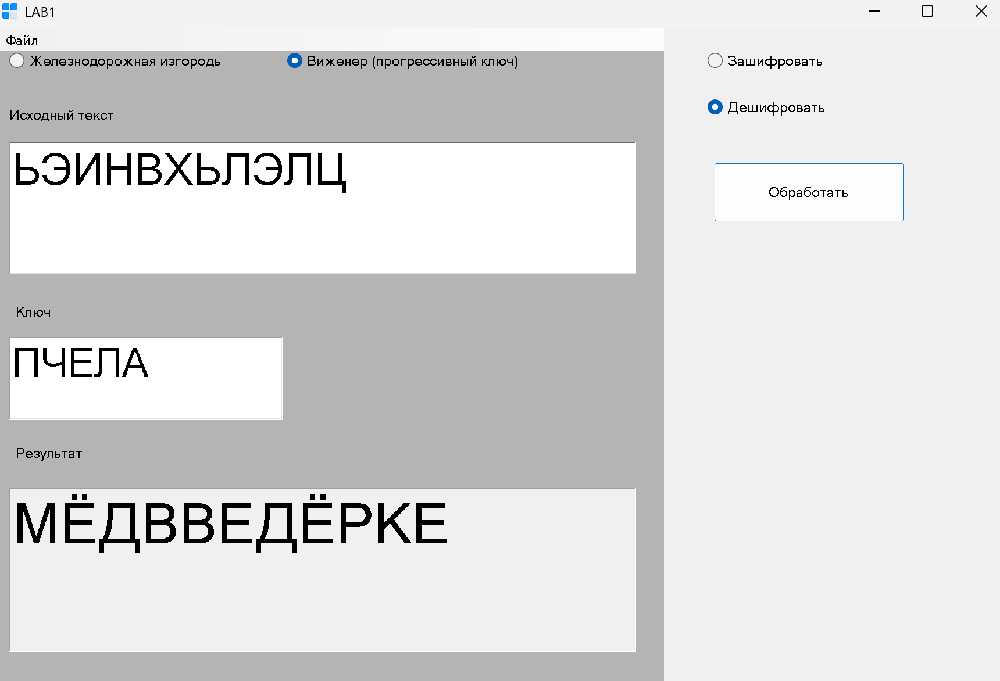 LAB1
Файл
Железнодорожная изгородь
Виженер (прогрессивный ключ)
Зашифровать
Дешифровать
Исходный текст
ЬЭИНВХЬЛЭЛЦ
Обработать
Ключ
ПЧЕЛА
Результат
МЁДВВЕДЁРКЕ